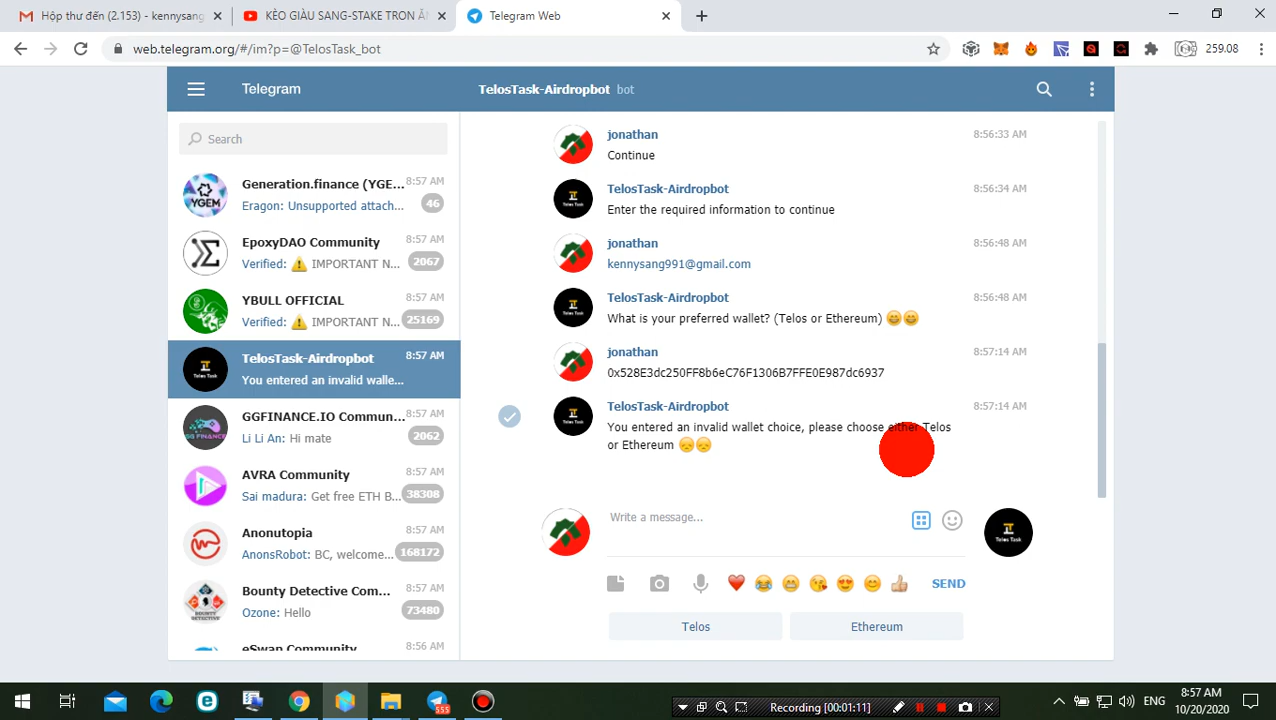 Hộp thư đến (2.153) - kennysang
KÈO GIÀU SANG-STAKE TRON Ă
Telegram Web
web.telegram.org/#/im?p=@TelosTask_bot
259.08
Telegram
TelosTask-Airdropbot bot
Search
Generation.finance (YGE... 8:57 AM
Eragon: Unsupported attach... 46
EpoxyDAO Community 8:57 AM
Verified: ⚠️ IMPORTANT N... 2067
YBULL OFFICIAL 8:57 AM
Verified: ⚠️ IMPORTANT N... 25169
TelosTask-Airdropbot 8:57 AM
You entered an invalid walle...
GGFINANCE.IO Commun... 8:57 AM
Li Li An: Hi mate 2062
AVRA Community 8:57 AM
Sai madura: Get free ETH B... 38308
Anonutopia 8:57 AM
AnonsRobot: BC, welcome... 168172
Bounty Detective Com... 8:57 AM
Ozone: Hello 73480
eSwan Community 8:56 AM
jonathan 8:56:33 AM
Continue
TelosTask-Airdropbot 8:56:34 AM
Enter the required information to continue
jonathan 8:56:48 AM
kennysang991@gmail.com
TelosTask-Airdropbot 8:56:48 AM
What is your preferred wallet? (Telos or Ethereum) 😄😄
jonathan 8:57:14 AM
0x528E3dc250FF8b6eC76F1306B7FFE0E987dc6937
TelosTask-Airdropbot 8:57:14 AM
You entered an invalid wallet choice, please choose either Telos
or Ethereum 😞😞
Write a message...
SEND
Telos
Ethereum
Recording [00:01:11]
ENG
8:57 AM
10/20/2020